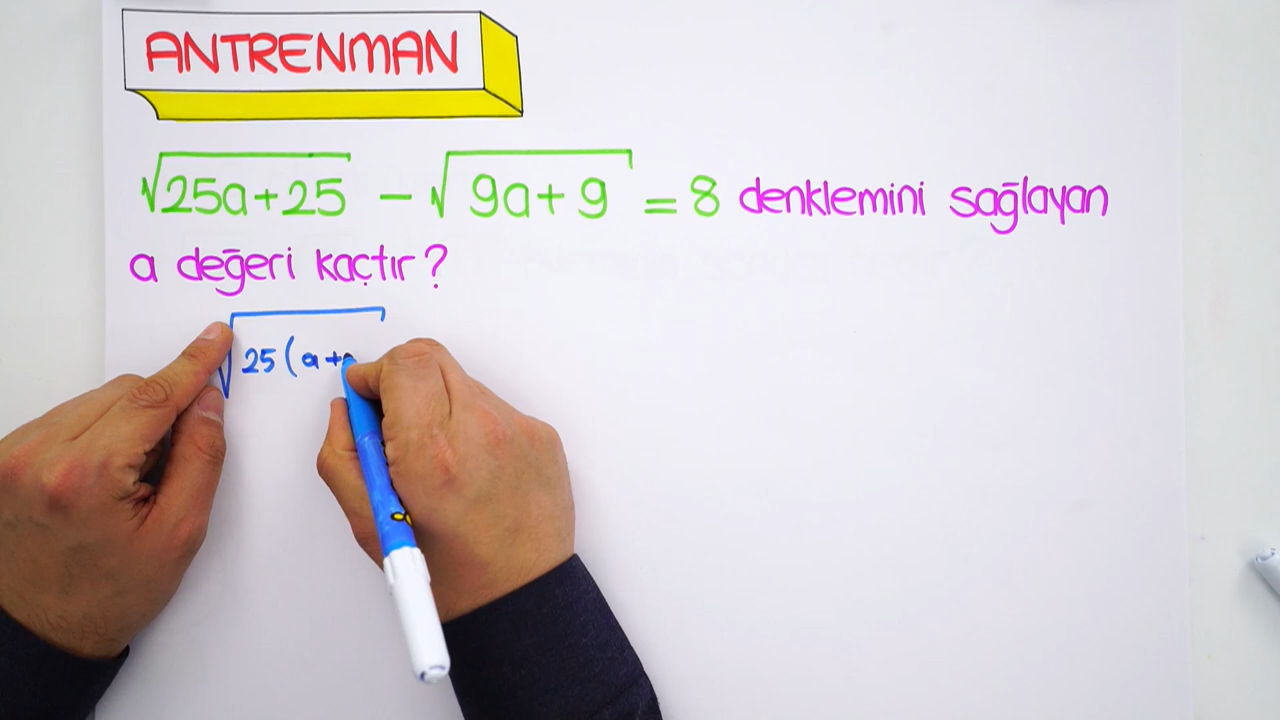 ANTRENMAN
√25a+25 - √9a+9 = 8 denklemini sağlayan
a değeri kaçtır?
√25(a+